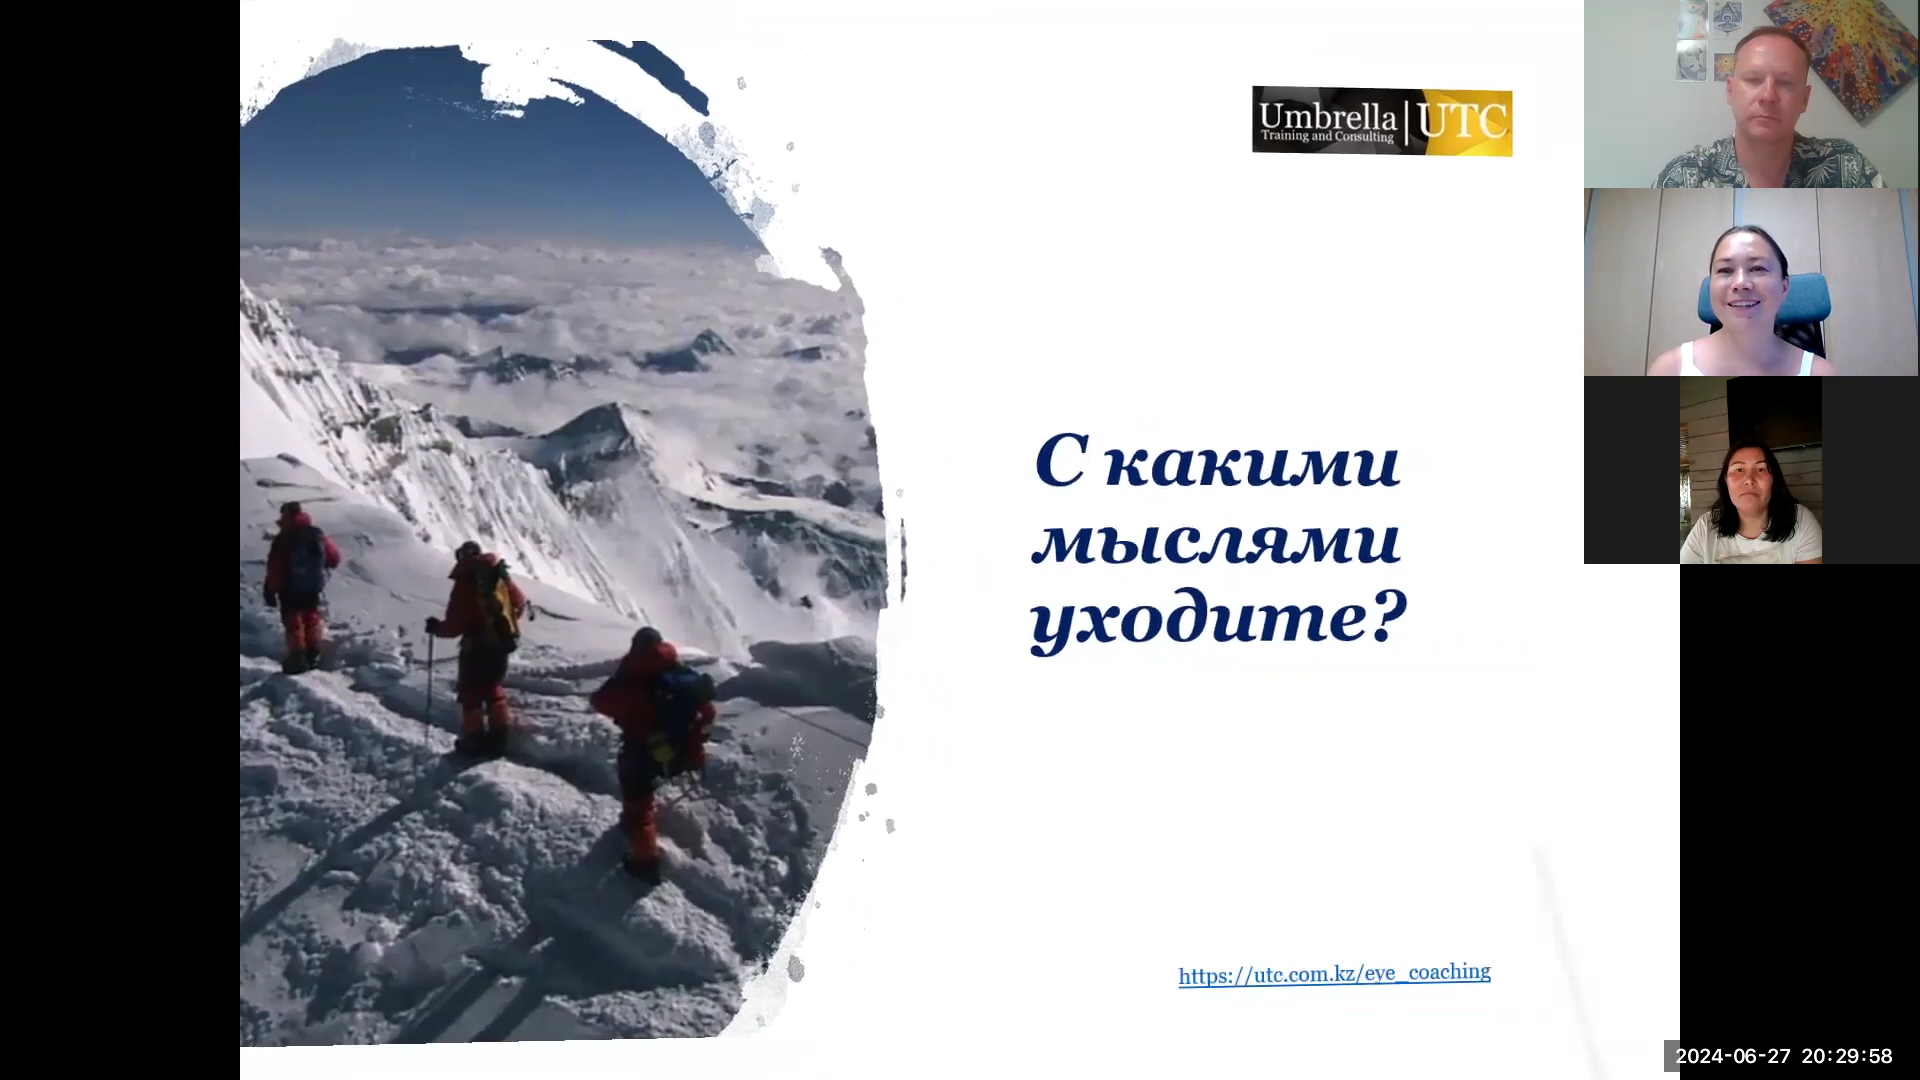 Umbrella | UTC
Training and Consulting
С какими
мыслями
уходите?
https://utc.com.kz/eye_coaching
2024-06-27 20:29:58